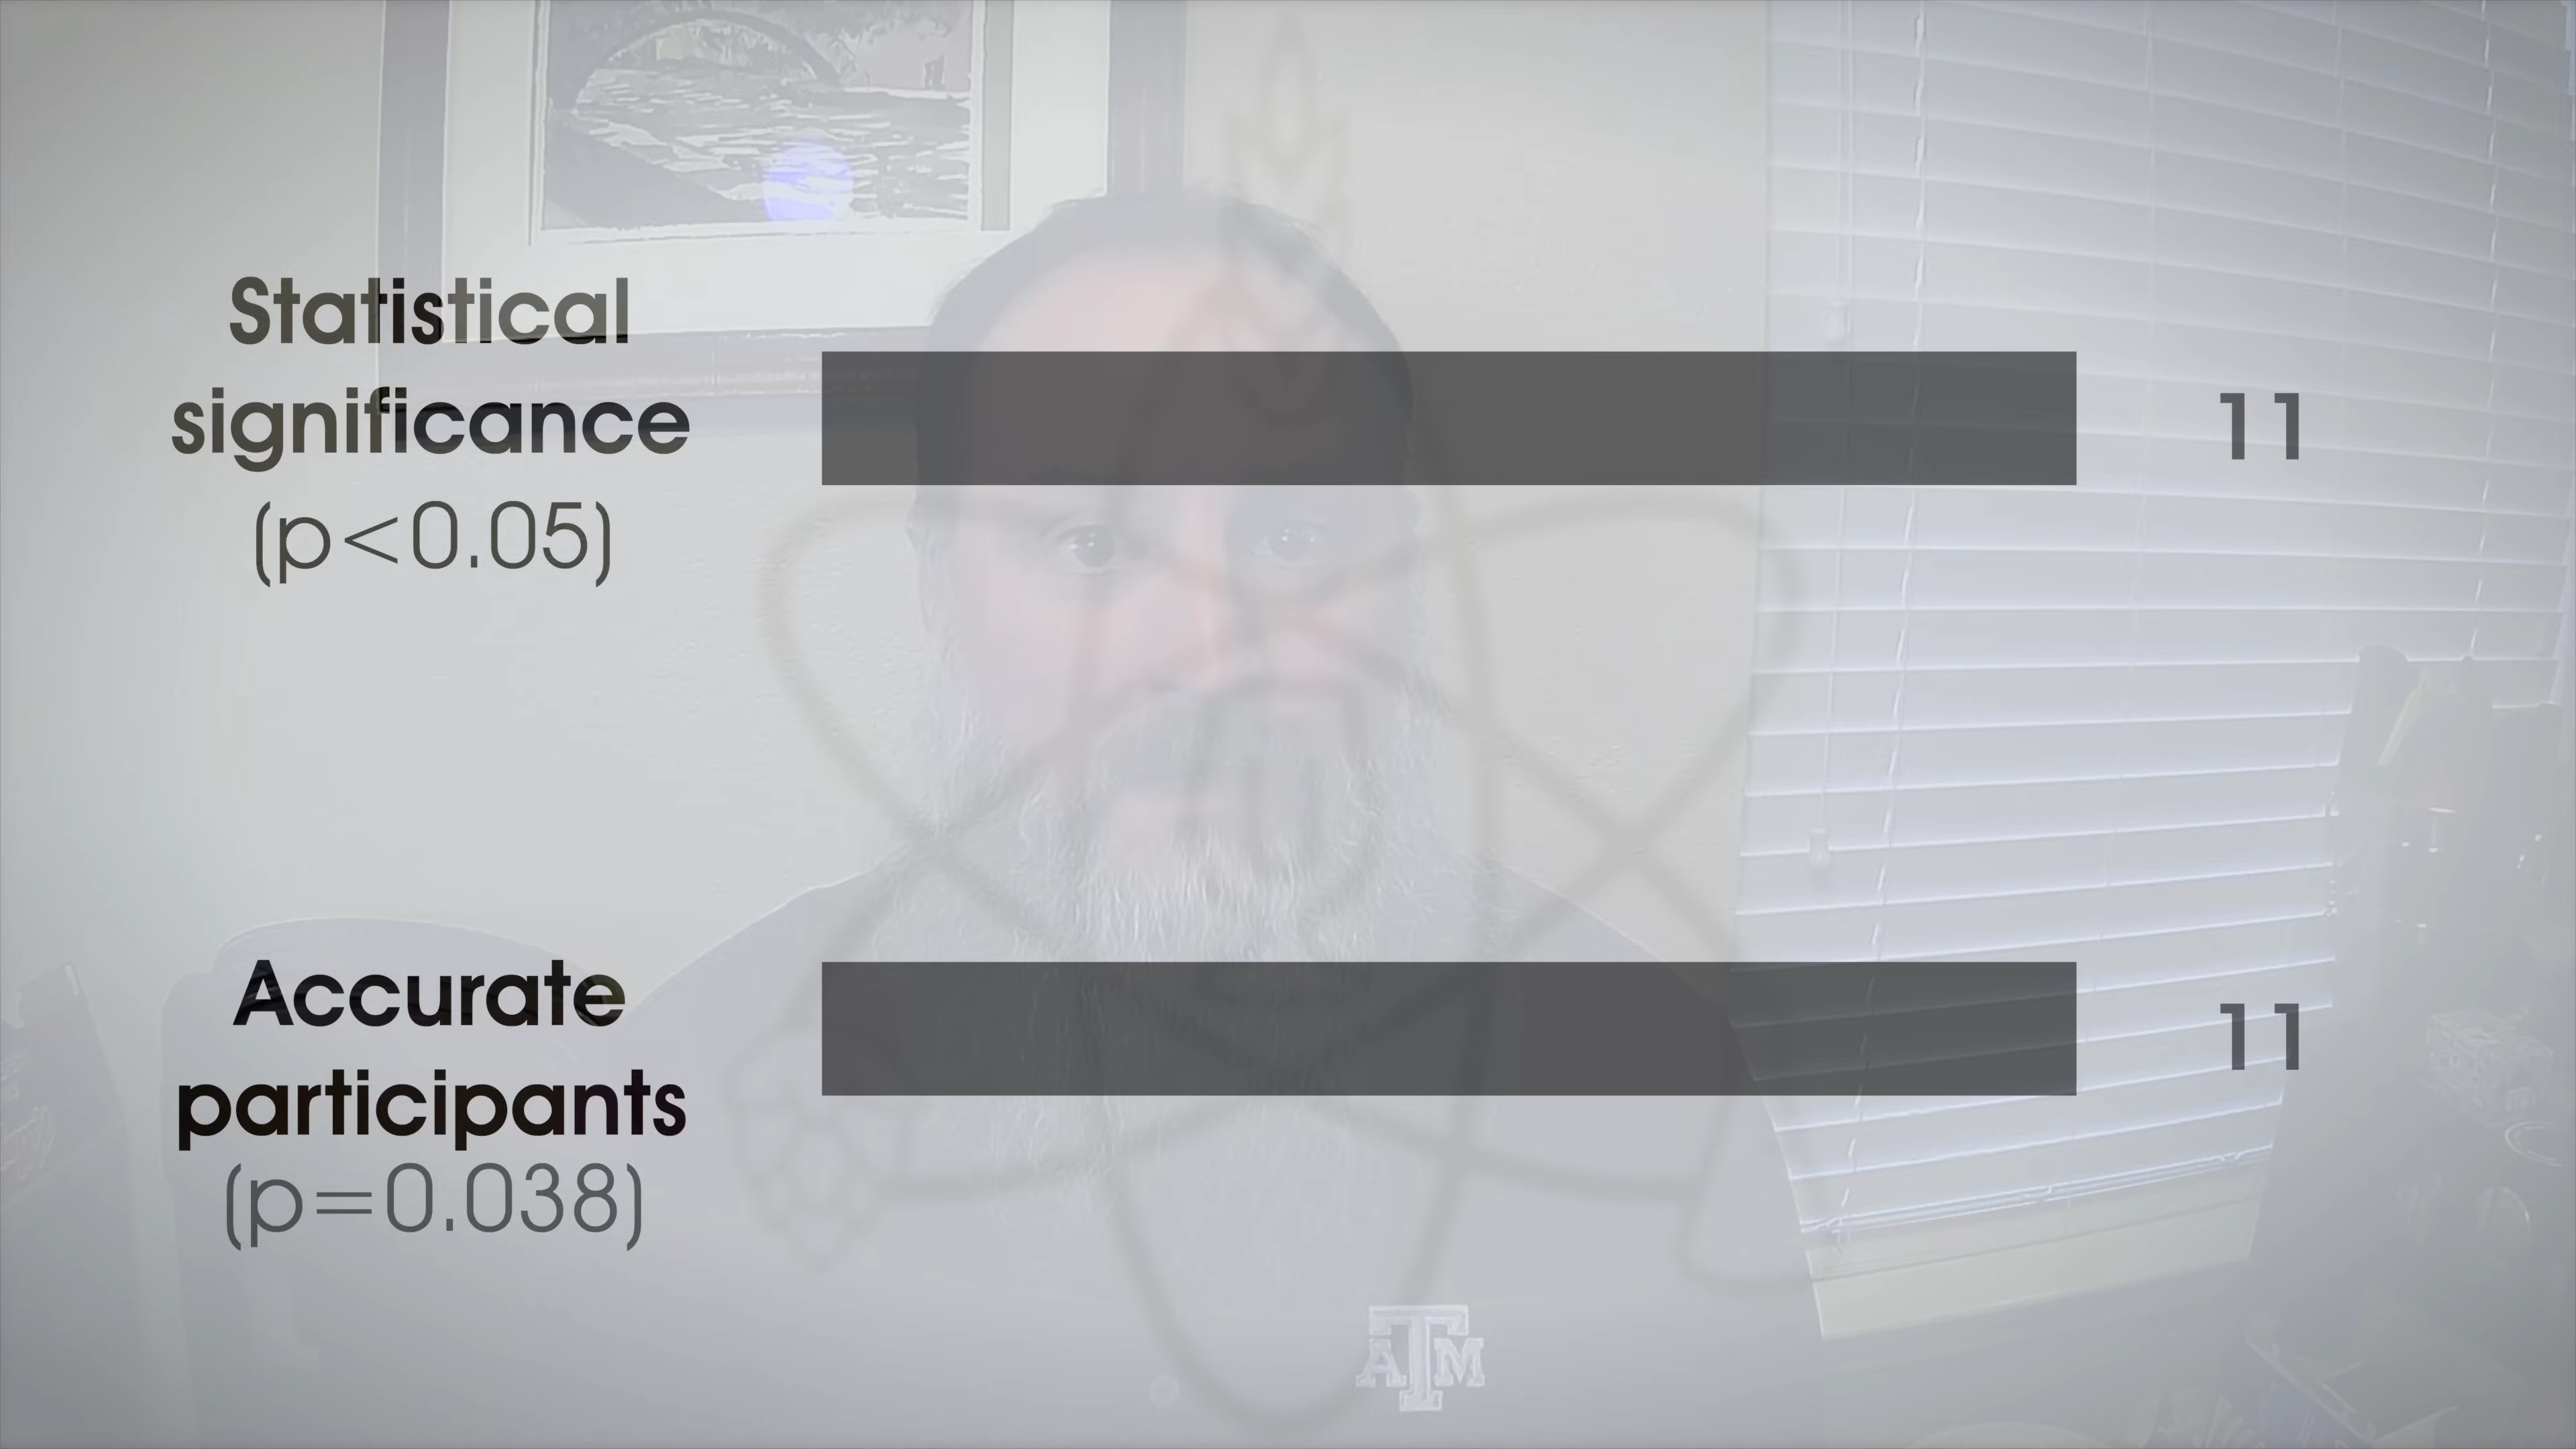 Statistical
significance
(p<0.05)
11
Accurate
participants
(p=0.038)
11
ATM